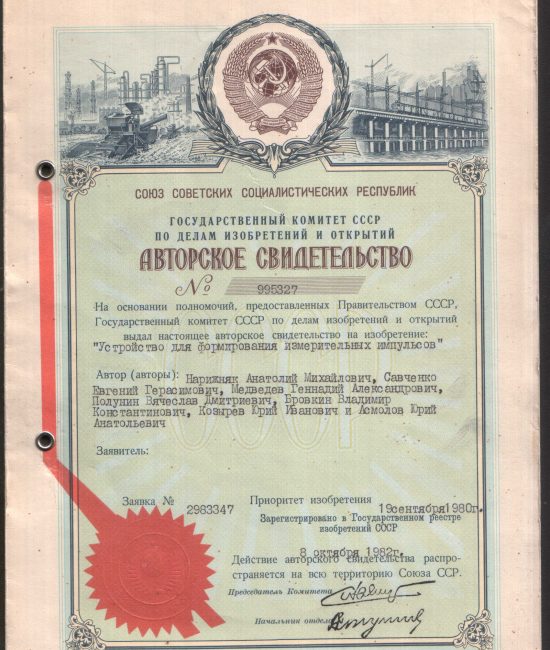 СОЮЗ СОВЕТСКИХ СОЦИАЛИСТИЧЕСКИХ РЕСПУБЛИК
ГОСУДАРСТВЕННЫЙ КОМИТЕТ СССР
ПО ДЕЛАМ ИЗОБРЕТЕНИЙ И ОТКРЫТИЙ
АВТОРСКОЕ СВИДЕТЕЛЬСТВО
№ 995327
На основании полномочий, предоставленных Правительством СССР,
Государственный комитет СССР по делам изобретений и открытий
выдал настоящее авторское свидетельство на изобретение:
"Устройство для формирования измерительных импульсов"
Автор (авторы): Нарижняк Анатолий Михайлович, Савченко
Евгений Герасимович, Медведев Геннадий Александрович,
Полунин Вячеслав Дмитриевич, Бровкин Владимир
Константинович, Козырев Юрий Иванович и Асмолов Юрий
Анатольевич
Заявитель:
Заявка № 2983347
Приоритет изобретения 19сентября1980г.
Зарегистрировано в Государственном реестре
изобретений СССР
8 октября 1982г.
Действие авторского свидетельства распро-
страняется на всю территорию Союза ССР.
Председатель Комитета
Начальник отдела